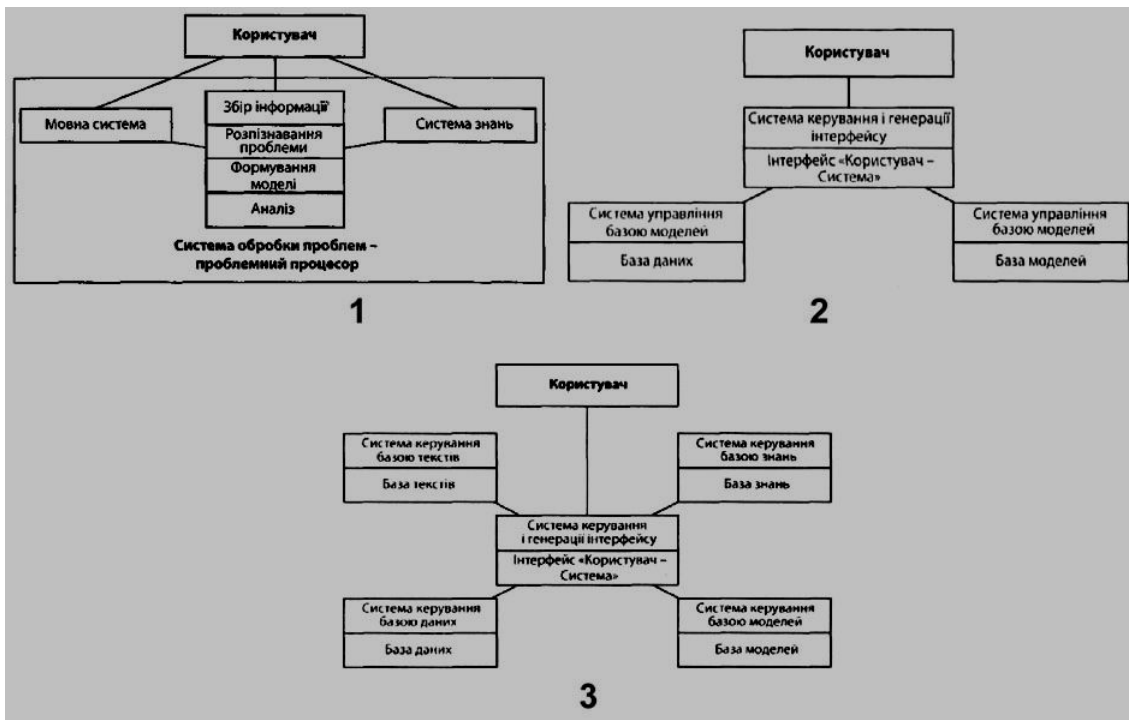 Користувач
Мовна система
Збір інформації
Розпізнавання
проблеми
Формування
моделі
Аналіз
Система знань
Система обробки проблем –
проблемний процесор
1
Користувач
Система керування і генерації
інтерфейсу
Інтерфейс «Користувач –
Система»
Система управління
базою моделей
База даних
Система управління
базою моделей
База моделей
2
Користувач
Система керування
базою текстів
База текстів
Система керування
базою знань
База знань
Система керування
і генерації інтерфейсу
Інтерфейс «Користувач –
Система»
Система керування
базою даних
База даних
Система керування
базою моделей
База моделей
3